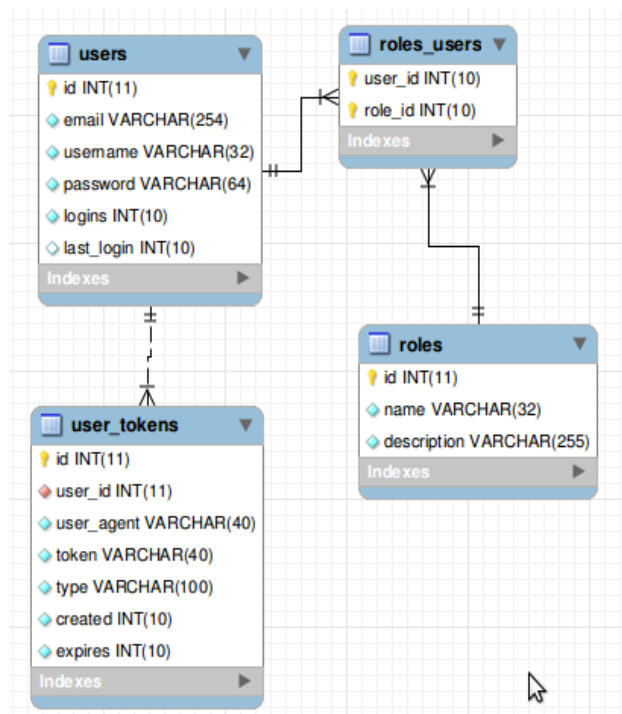 users
id INT(11)
email VARCHAR(254)
username VARCHAR(32)
password VARCHAR(64)
logins INT(10)
last_login INT(10)
Indexes
roles_users
user_id INT(10)
role_id INT(10)
Indexes
user_tokens
id INT(11)
user_id INT(11)
user_agent VARCHAR(40)
token VARCHAR(40)
type VARCHAR(100)
created INT(10)
expires INT(10)
Indexes
roles
id INT(11)
name VARCHAR(32)
description VARCHAR(255)
Indexes